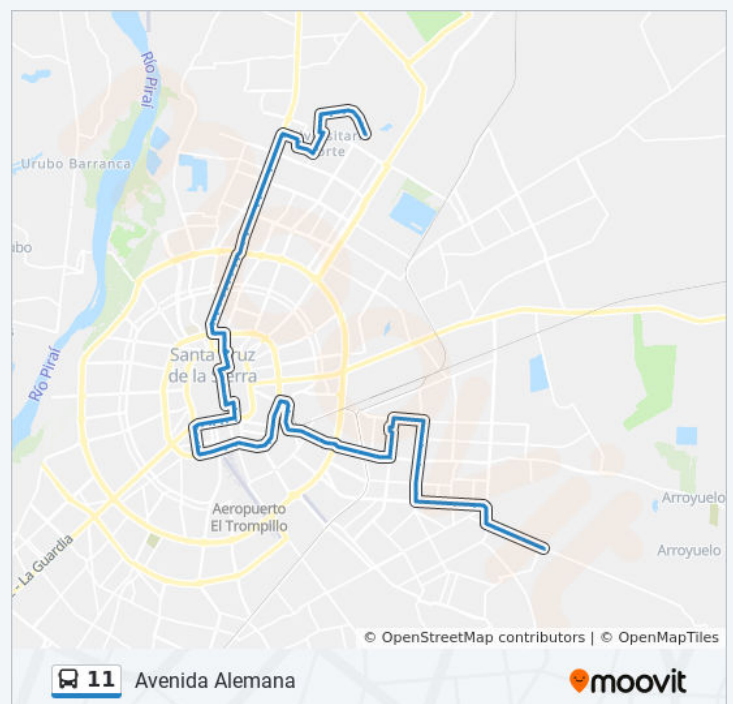 Río Piraí
Urubo Barranca
ubo
Santa Cruz
de la Sierra
Río Piraí
Aeropuerto
El Trompillo
Arroyuelo
Arroyuelo
- La Guardia
© OpenStreetMap contributors | © OpenMapTiles
11 Avenida Alemana
moovit